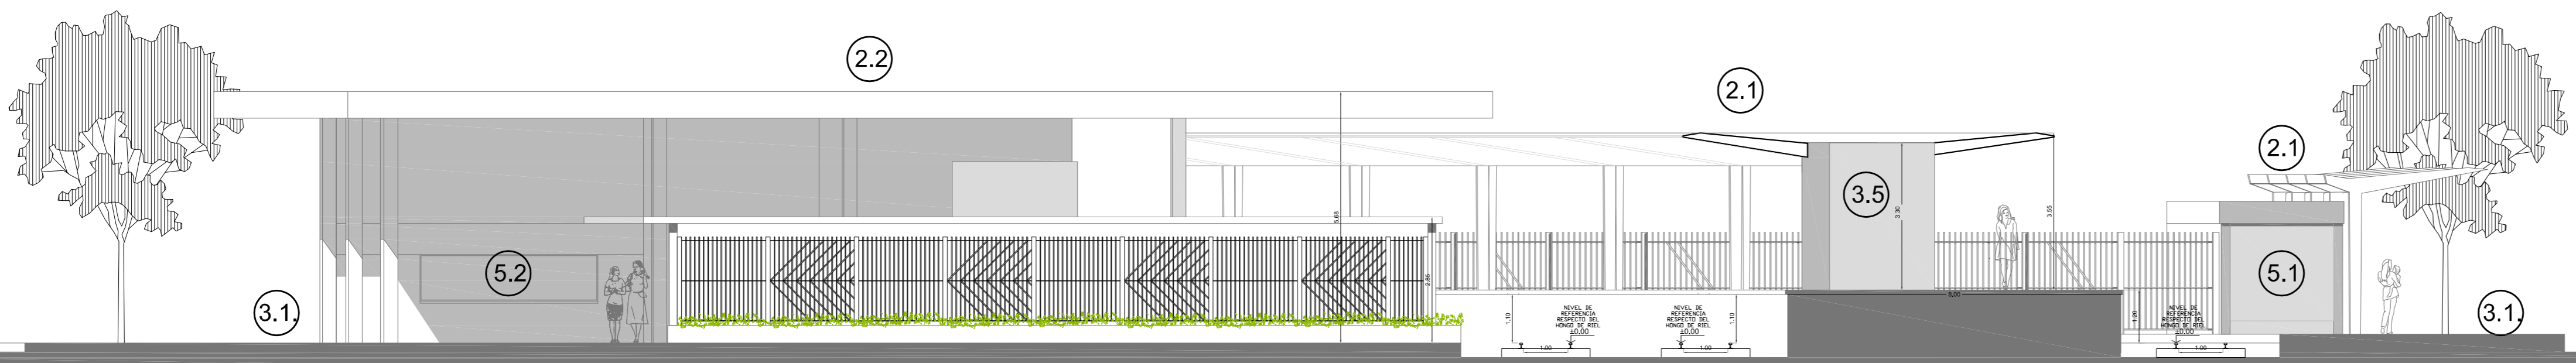 2.2
2.1
2.1
3.5
5.2
5.1
3.1.
3.1.
5,68
2,85
3.30
3.55
8,00
1,10
1,10
1,20
NIVEL DE
REFERENCIA
RESPECTO DEL
HONGO DE RIEL
±0,00
1,00
NIVEL DE
REFERENCIA
RESPECTO DEL
HONGO DE RIEL
±0,00
1,00
NIVEL DE
REFERENCIA
RESPECTO DEL
HONGO DE RIEL
±0,00
1,00